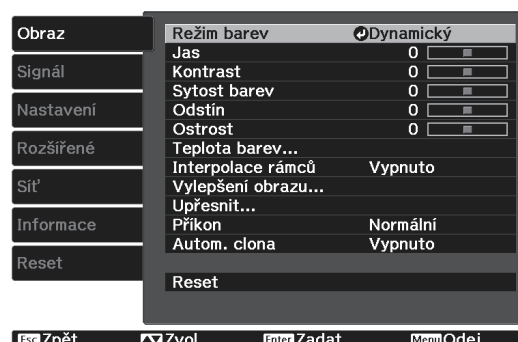 Obraz
Signál
Nastavení
Rozšířené
Síť
Informace
Reset
Režim barev Dynamický
Jas 0
Kontrast 0
Sytost barev 0
Odstín 0
Ostrost 0
Teplota barev...
Interpolace rámců Vypnuto
Vylepšení obrazu...
Upřesnit...
Příkon Normální
Autom. clona Vypnuto
Reset
Esc Zpět Zvol Enter Zadat Menu Odej